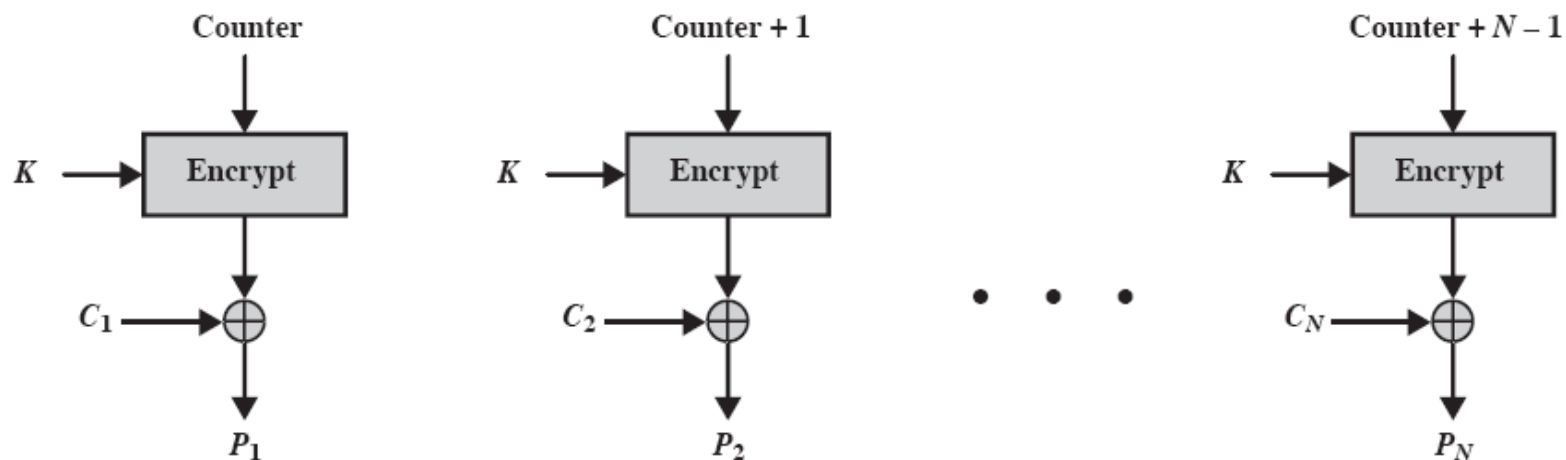 Counter Counter + 1 Counter + N – 1
K Encrypt K Encrypt K Encrypt
C1 C2 CN
P1 P2 PN